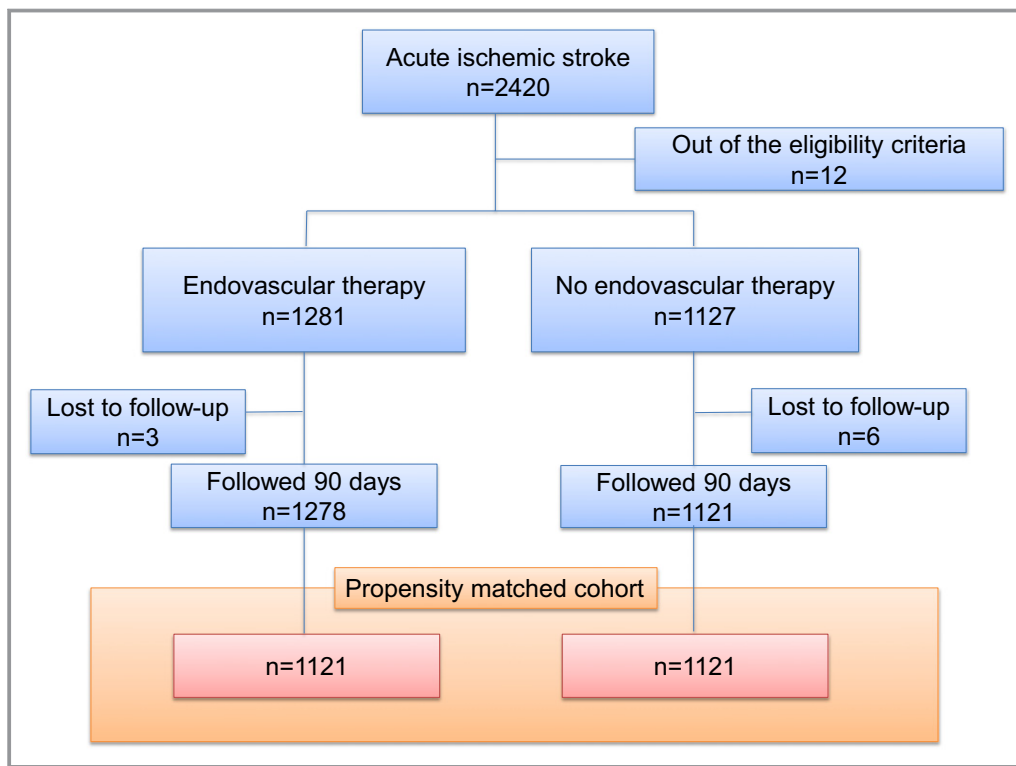 Acute ischemic stroke
n=2420
Out of the eligibility criteria
n=12
Endovascular therapy
n=1281
No endovascular therapy
n=1127
Lost to follow-up
n=3
Lost to follow-up
n=6
Followed 90 days
n=1278
Followed 90 days
n=1121
Propensity matched cohort
n=1121
n=1121